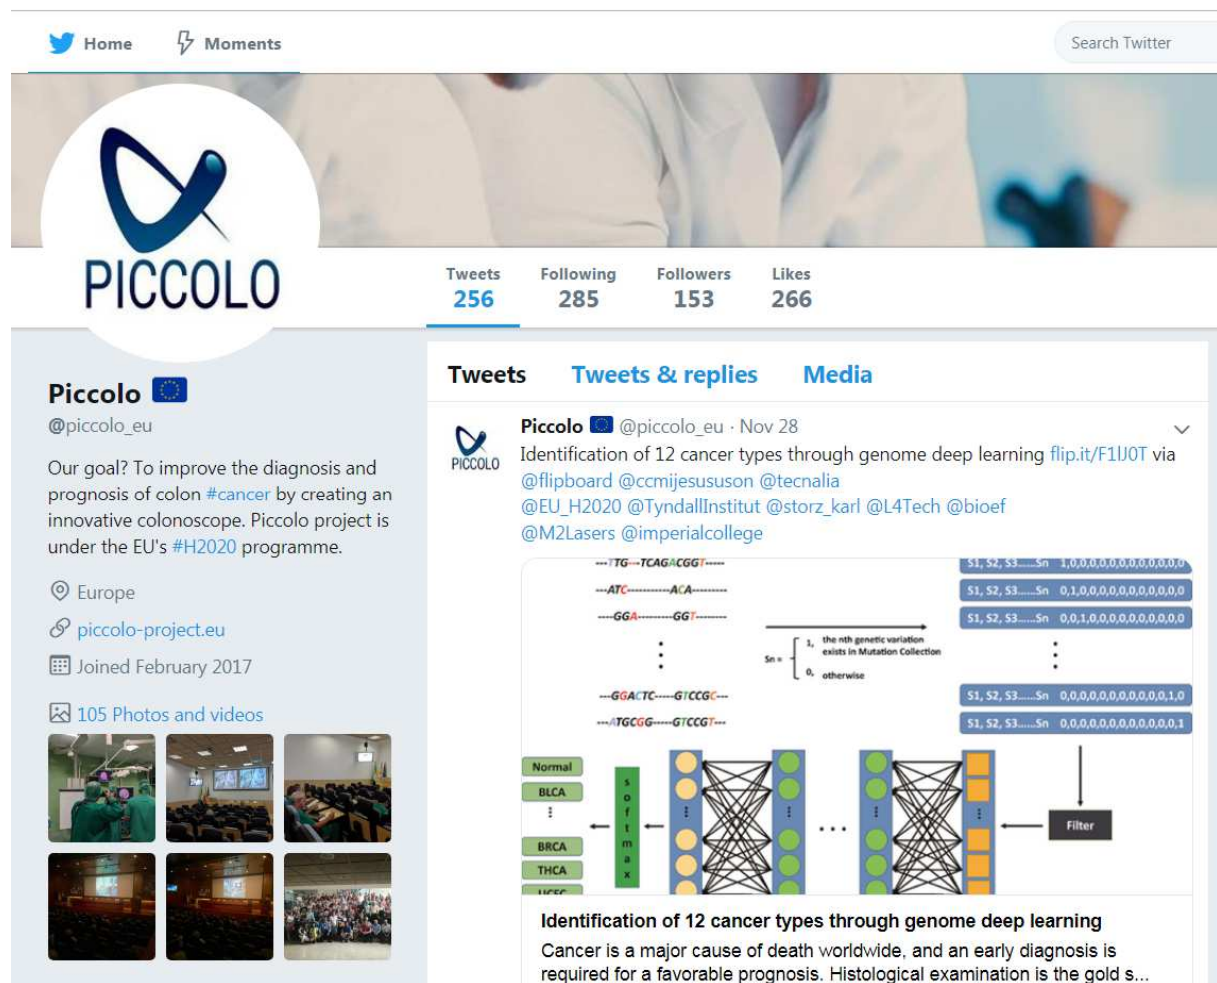 Home
Moments
Search Twitter
PICCOLO
Tweets
256
Following
285
Followers
153
Likes
266
Piccolo
@piccolo_eu
Our goal? To improve the diagnosis and
prognosis of colon #cancer by creating an
innovative colonoscope. Piccolo project is
under the EU's #H2020 programme.
Europe
piccolo-project.eu
Joined February 2017
105 Photos and videos
Tweets
Tweets & replies
Media
PICCOLO
Piccolo @piccolo_eu · Nov 28
Identification of 12 cancer types through genome deep learning flip.it/F1lJ0T via
@flipboard @ccmijesususon @tecnalia
@EU_H2020 @TyndallInstitut @storz_karl @L4Tech @bioef
@M2Lasers @imperialcollege
---TTG---TCAGACGGT-----
S1, S2, S3......Sn 1,0,0,0,0,0,0,0,0,0,0,0,0
---ATC-----------ACA---------
S1, S2, S3......Sn 0,1,0,0,0,0,0,0,0,0,0,0,0
----GGA--------GGT--------
S1, S2, S3......Sn 0,0,1,0,0,0,0,0,0,0,0,0,0
Sn =
1, the nth genetic variation
exists in Mutation Collection
0, otherwise
---GGACTC-----GTCCGC---
S1, S2, S3......Sn 0,0,0,0,0,0,0,0,0,0,0,1,0
---ATGCGG-----GTCCGT---
S1, S2, S3......Sn 0,0,0,0,0,0,0,0,0,0,0,0,1
Normal
BLCA
BRCA
THCA
UCEC
softmax
Filter
Identification of 12 cancer types through genome deep learning
Cancer is a major cause of death worldwide, and an early diagnosis is
required for a favorable prognosis. Histological examination is the gold s...